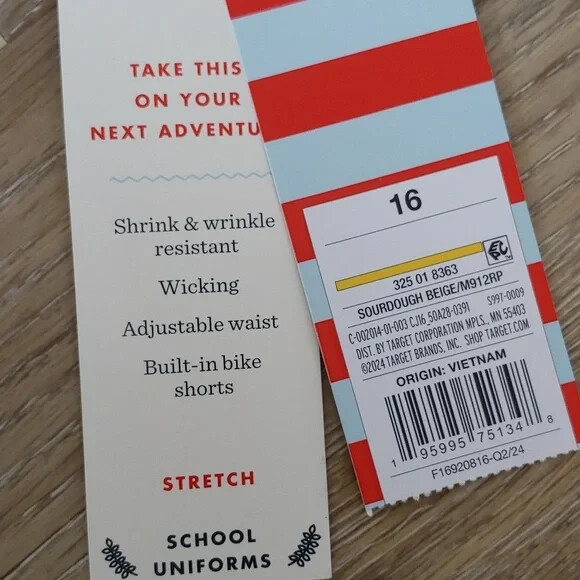 TAKE THIS
ON YOUR
NEXT ADVENTU
Shrink & wrinkle
resistant
Wicking
Adjustable waist
Built-in bike
shorts
STRETCH
SCHOOL
UNIFORMS
16
325 01 8363
SOURDOUGH BEIGE/M912RP
C-002014-01-003 CJ16_5DA28-0391 S997-0009
DIST. BY TARGET CORPORATION MPLS., MN 55403
©2024 TARGET BRANDS, INC. SHOP TARGET.COM
ORIGIN: VIETNAM
1 95995 75134 8
F16920816-Q2/24